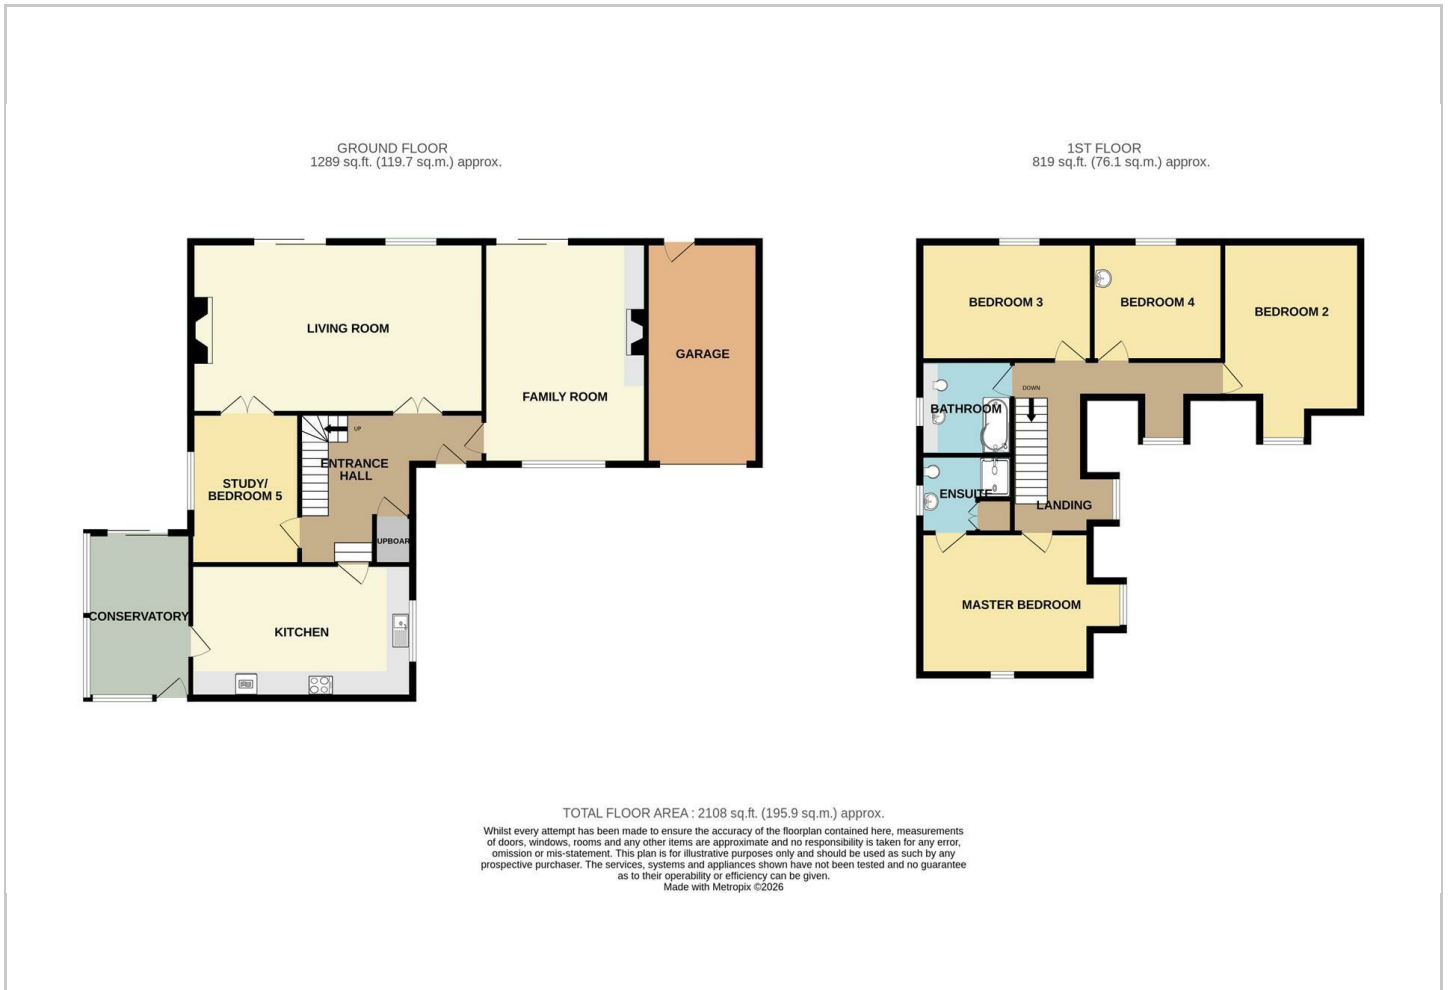 GROUND FLOOR
1289 sq.ft. (119.7 sq.m.) approx.
LIVING ROOM
FAMILY ROOM
GARAGE
UP
ENTRANCE
HALL
STUDY/
BEDROOM 5
UPBOAR
CONSERVATORY
KITCHEN
1ST FLOOR
819 sq.ft. (76.1 sq.m.) approx.
BEDROOM 3
BEDROOM 4
BEDROOM 2
DOWN
BATHROOM
ENSUITE
LANDING
MASTER BEDROOM
TOTAL FLOOR AREA : 2108 sq.ft. (195.9 sq.m.) approx.
Whilst every attempt has been made to ensure the accuracy of the floorplan contained here, measurements
of doors, windows, rooms and any other items are approximate and no responsibility is taken for any error,
omission or mis-statement. This plan is for illustrative purposes only and should be used as such by any
prospective purchaser. The services, systems and appliances shown have not been tested and no guarantee
as to their operability or efficiency can be given.
Made with Metropix ©2026